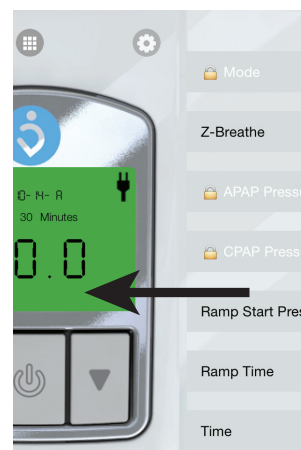 Mode
Z-Breathe
10-14- A
30 Minutes
APAP Pressu
0.0
CPAP Press
Ramp Start Pres
Ramp Time
Time